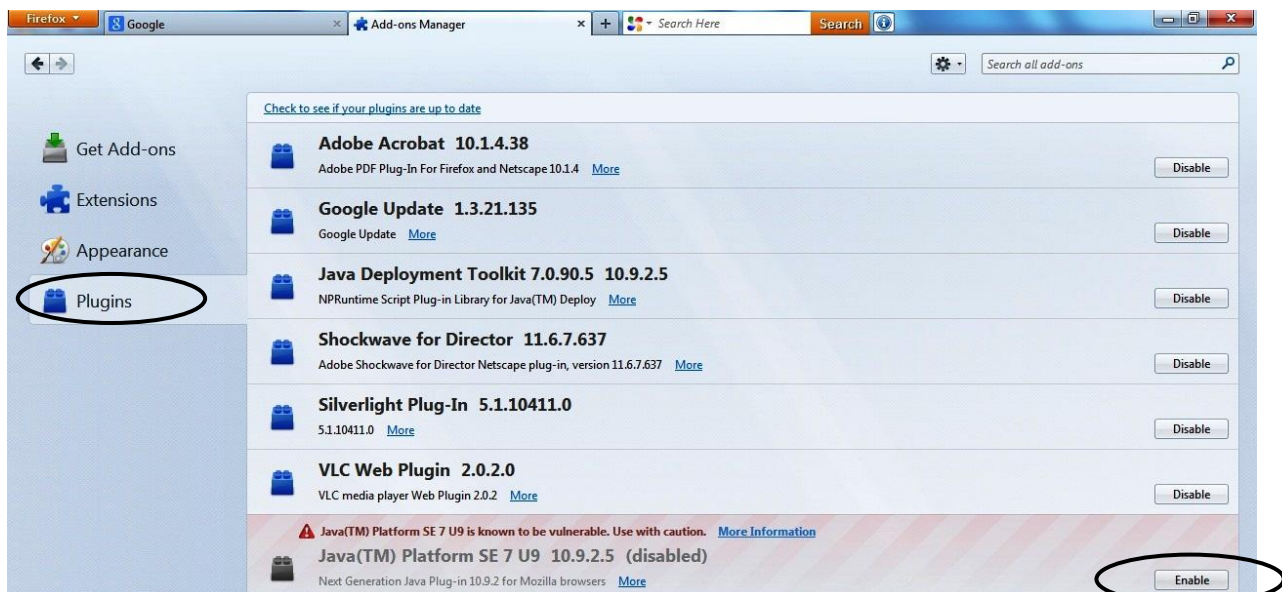 Firefox
Google
Add-ons Manager
Search Here
Search
Search all add-ons
Check to see if your plugins are up to date
Get Add-ons
Extensions
Appearance
Plugins
Adobe Acrobat 10.1.4.38
Adobe PDF Plug-In For Firefox and Netscape 10.1.4 More
Disable
Google Update 1.3.21.135
Google Update More
Disable
Java Deployment Toolkit 7.0.90.5 10.9.2.5
NPRuntime Script Plug-in Library for Java(TM) Deploy More
Disable
Shockwave for Director 11.6.7.637
Adobe Shockwave for Director Netscape plug-in, version 11.6.7.637 More
Disable
Silverlight Plug-In 5.1.10411.0
5.1.10411.0 More
Disable
VLC Web Plugin 2.0.2.0
VLC media player Web Plugin 2.0.2 More
Disable
Java(TM) Platform SE 7 U9 is known to be vulnerable. Use with caution. More Information
Java(TM) Platform SE 7 U9 10.9.2.5 (disabled)
Next Generation Java Plug-in 10.9.2 for Mozilla browsers More
Enable